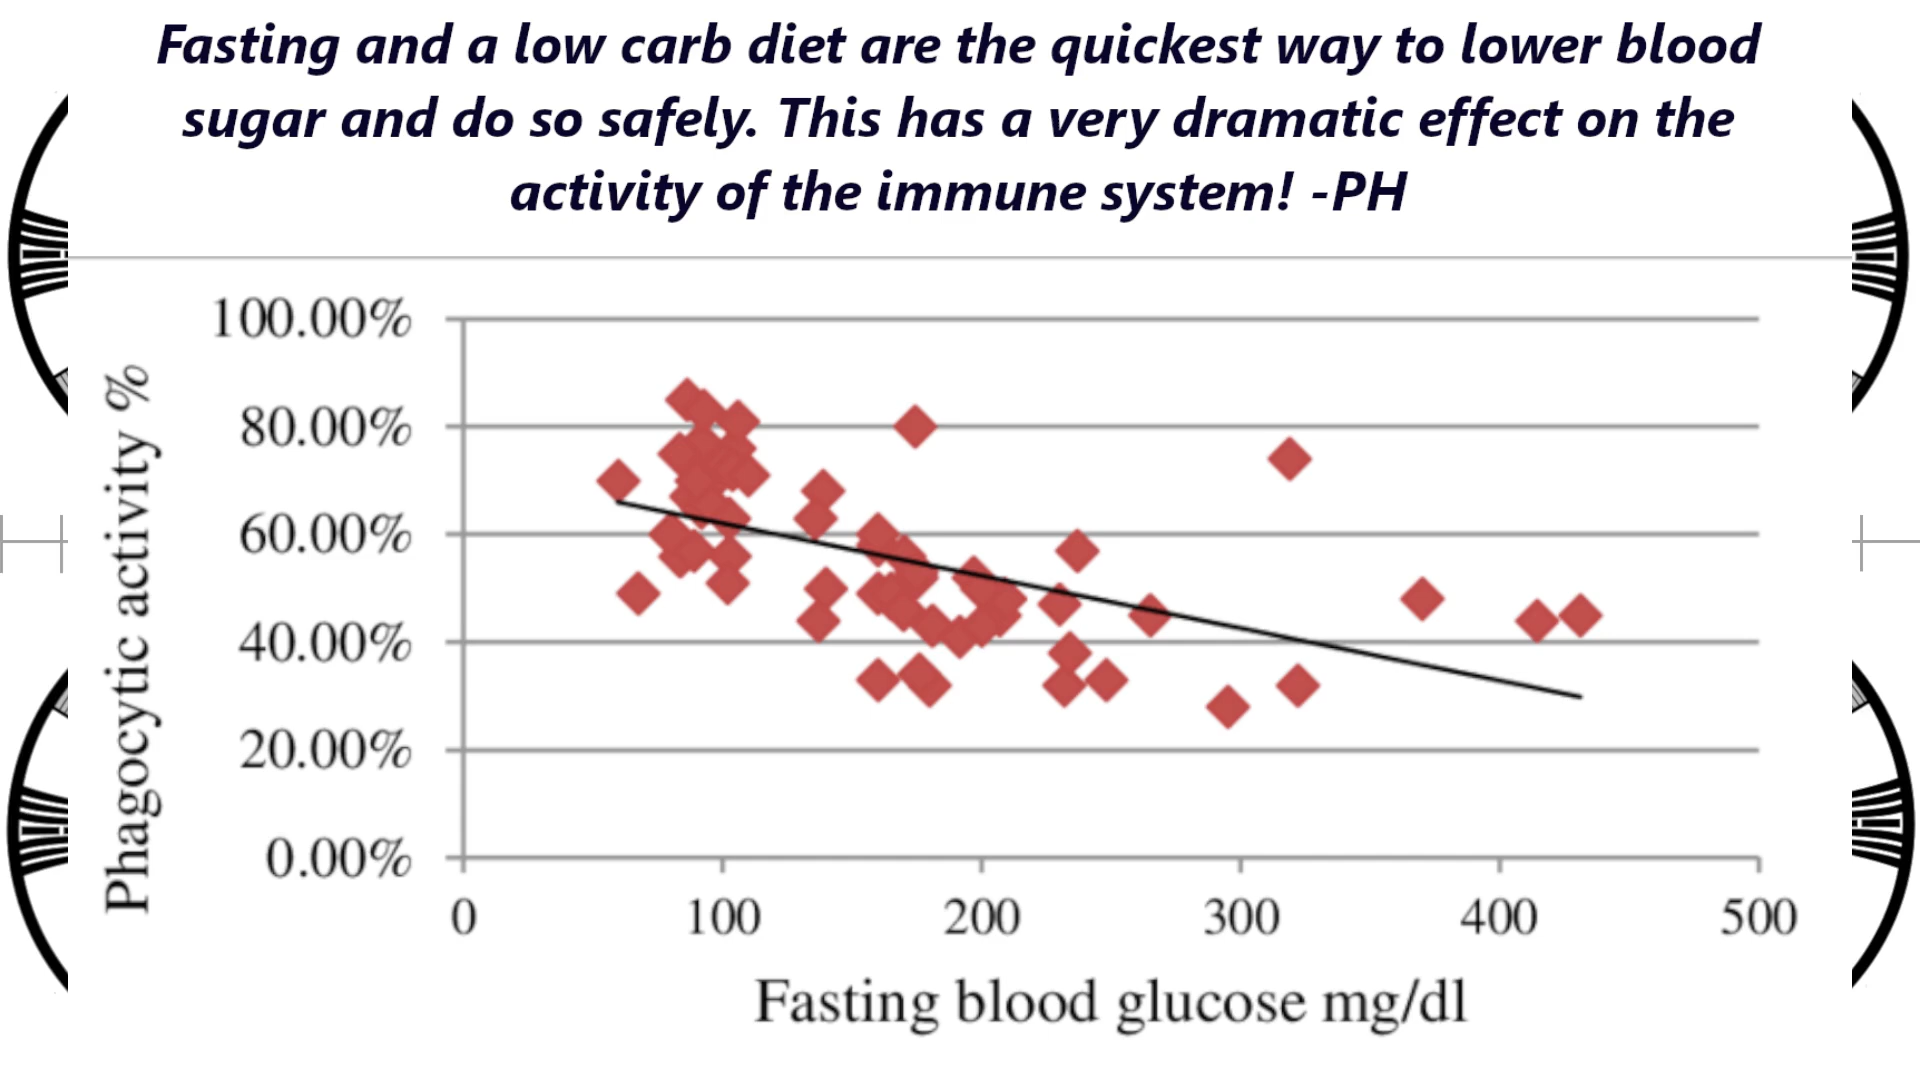 Fasting and a low carb diet are the quickest way to lower blood
sugar and do so safely. This has a very dramatic effect on the
activity of the immune system! -PH
Phagocytic activity %
100.00%
80.00%
60.00%
40.00%
20.00%
0.00%
0 100 200 300 400 500
Fasting blood glucose mg/dl